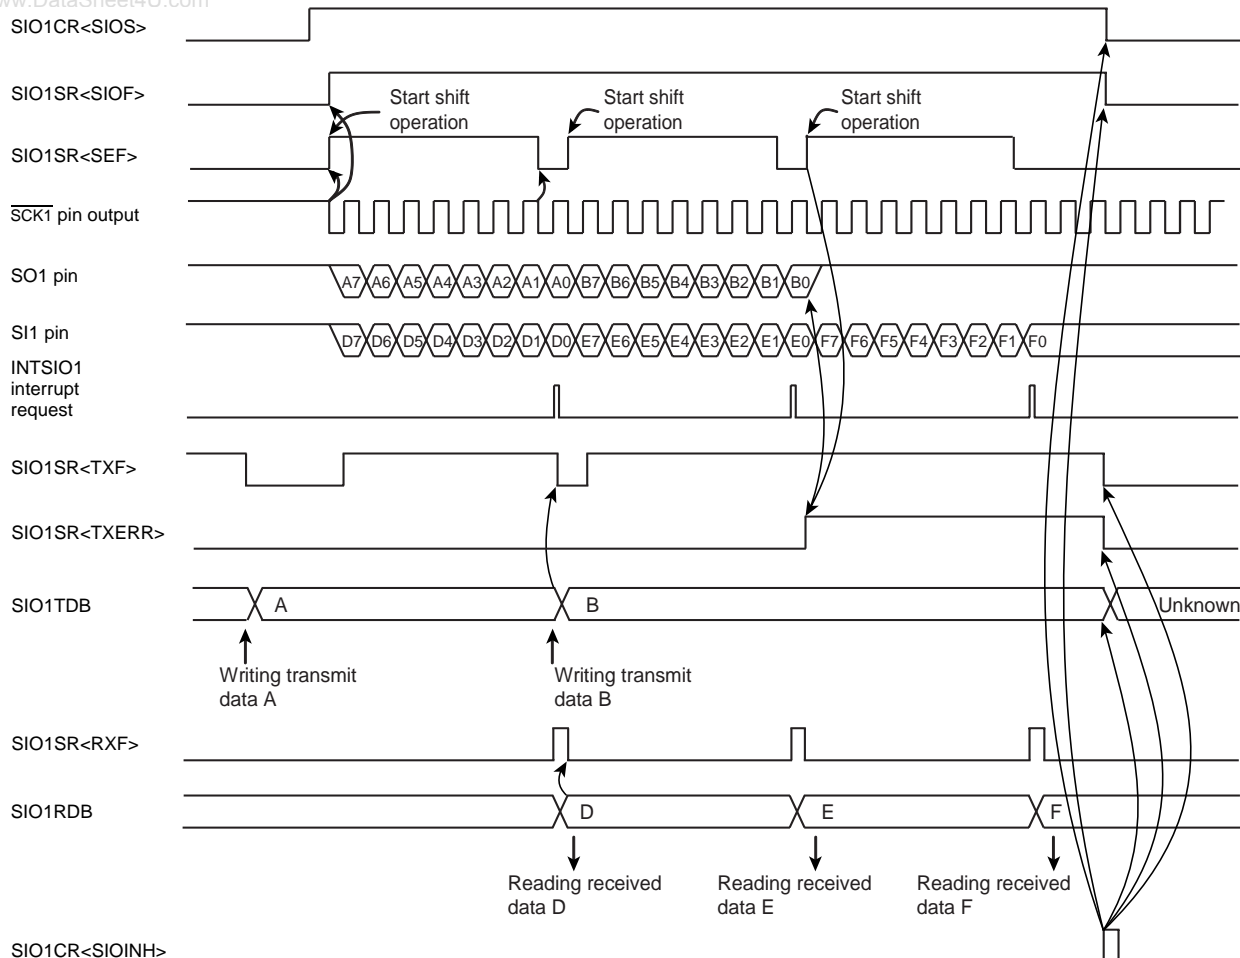 www.DataSheet4U.com
SIO1CR<SIOS>
SIO1SR<SIOF>
Start shift
operation
Start shift
operation
Start shift
operation
SIO1SR<SEF>
SCK1 pin output
SO1 pin
A7 A6 A5 A4 A3 A2 A1 A0 B7 B6 B5 B4 B3 B2 B1 B0
SI1 pin
D7 D6 D5 D4 D3 D2 D1 D0 E7 E6 E5 E4 E3 E2 E1 E0 F7 F6 F5 F4 F3 F2 F1 F0
INTSIO1
interrupt
request
SIO1SR<TXF>
SIO1SR<TXERR>
SIO1TDB
A B Unknown
Writing transmit
data A
Writing transmit
data B
SIO1SR<RXF>
SIO1RDB
D E F
Reading received
data D
Reading received
data E
Reading received
data F
SIO1CR<SIOINH>